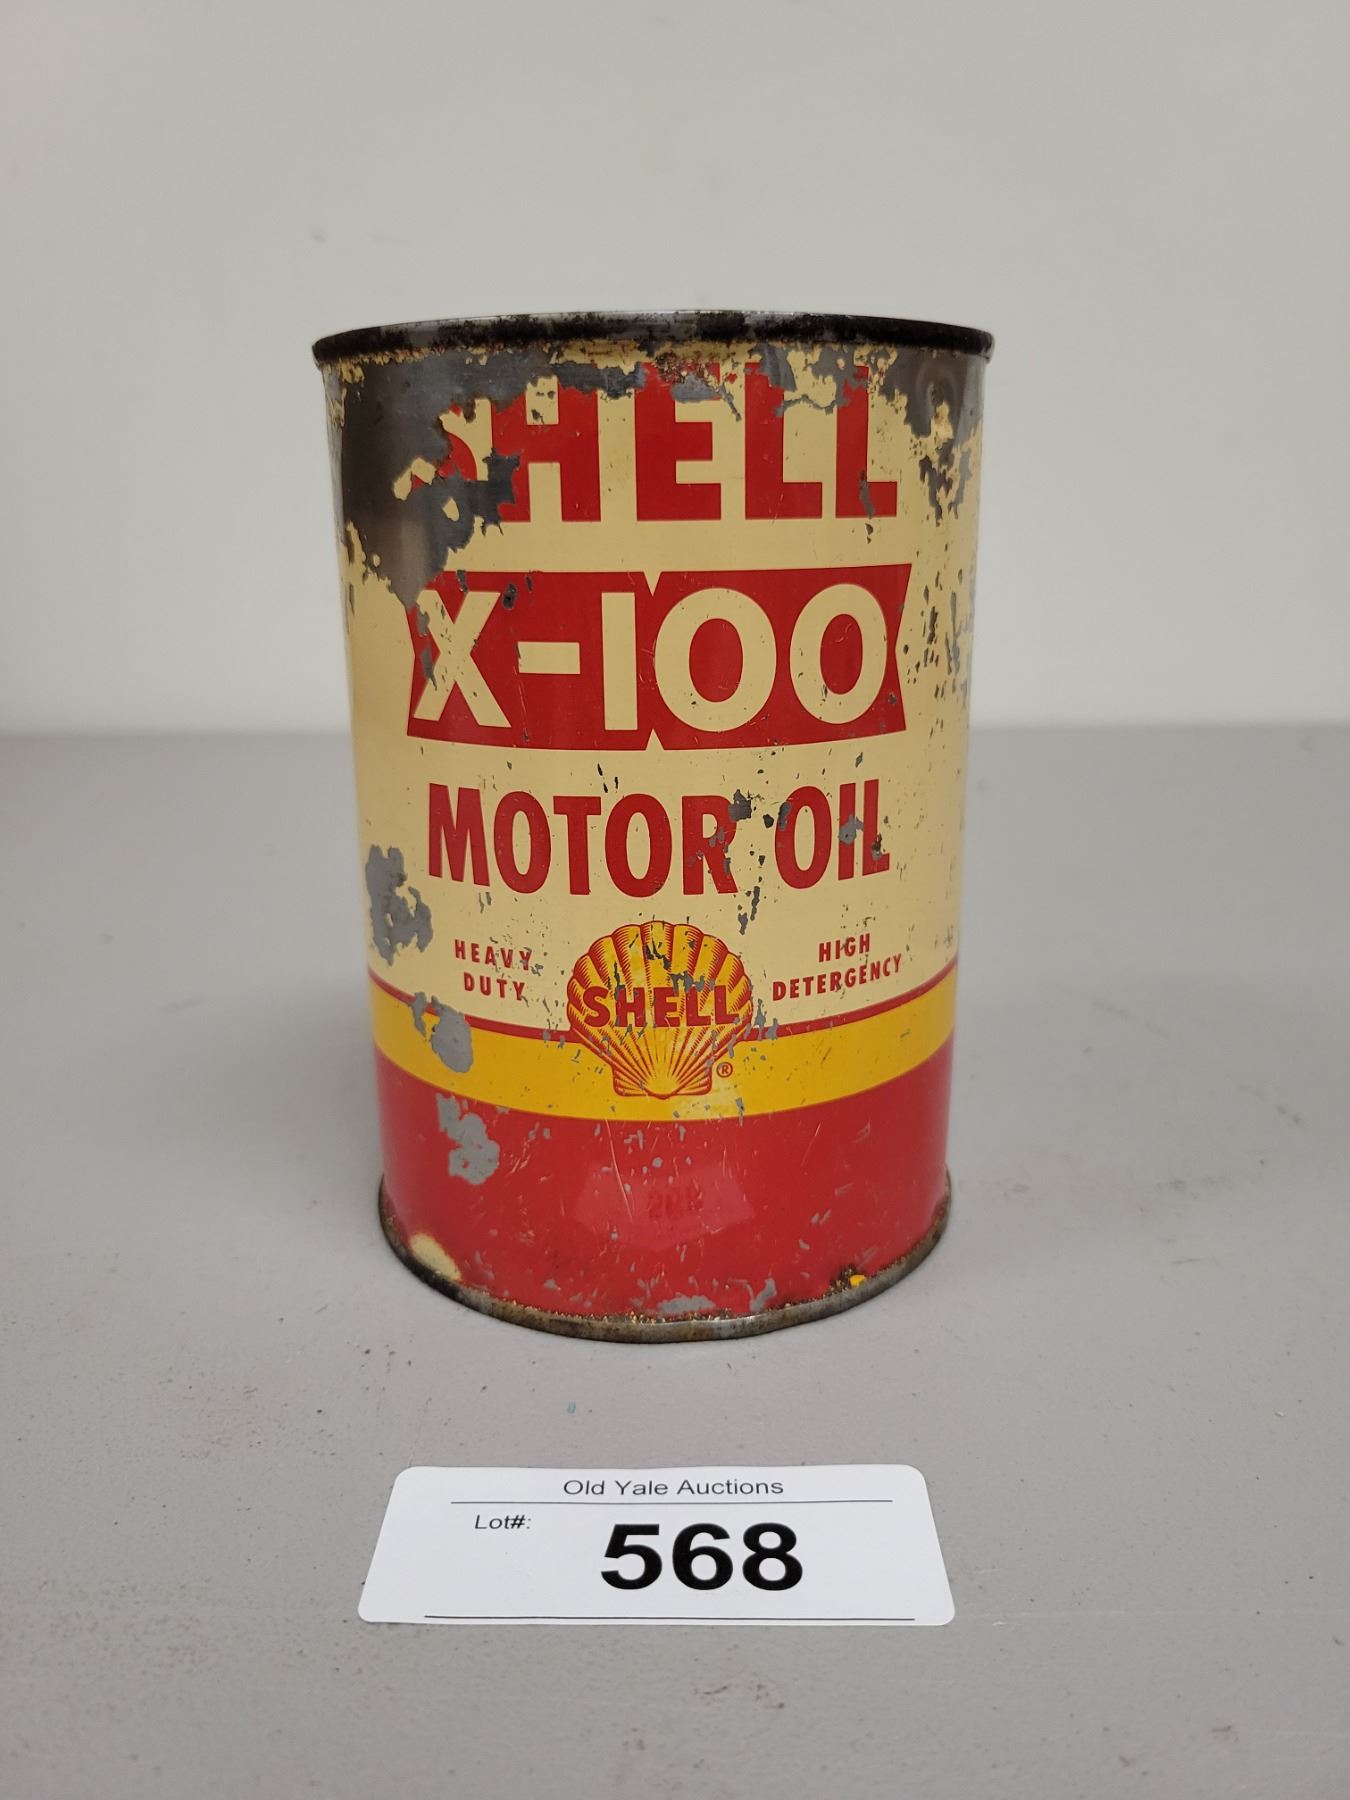 SHELL
X-100
MOTOR OIL
HEAVY
DUTY
HIGH
DETERGENCY
SHELL
®
Old Yale Auctions
Lot#:
568